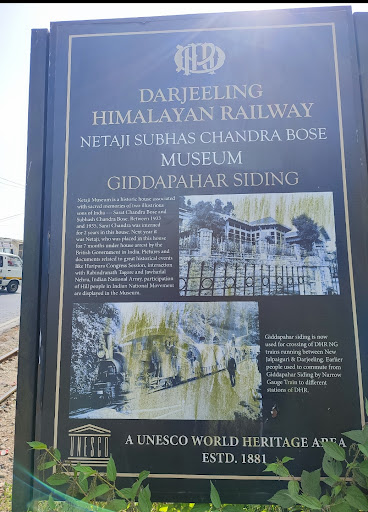 DHR
DARJEELING
HIMALAYAN RAILWAY
NETAJI SUBHAS CHANDRA BOSE
MUSEUM
GIDDAPAHAR SIDING
Netaji Museum is a historic house associated
with sacred memories of two illustrious
sons of India — Sarat Chandra Bose and
Subhash Chandra Bose. Between 1933
and 1935, Sarat Chandra was interned
for 2 years in this house. Next year it
was Netaji, who was placed in this house
for 7 months under house arrest by the
British Government in India. Pictures and
documents related to great historical events
like Haripura Congress Session, interaction
with Rabindranath Tagore and Jawharlal
Nehru, Indian National Army, participation
of Hill people in Indian National Movement
are displayed in the Museum.
Giddapahar siding is now
used for crossing of DHR NG
trains running between New
Jalpaiguri & Darjeeling. Earlier
people used to commute from
Giddapahar Siding by Narrow
Gauge Train to different
stations of DHR.
UNESCO
A UNESCO WORLD HERITAGE AREA
ESTD. 1881